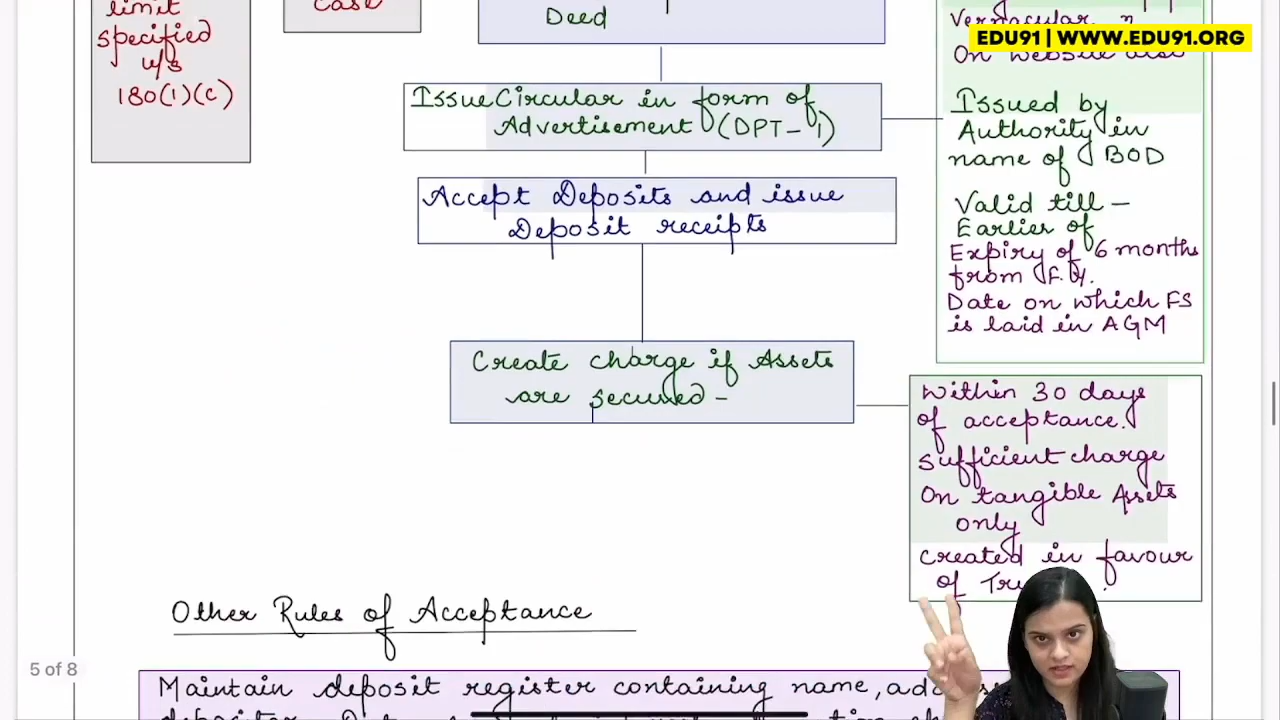 limit
specified
u/s
180(1)(c)
case
Deed
Issue Circular in form of
Advertisement (DPT-1)
Accept Deposits and issue
Deposit receipts
Create charge if Assets
are secured -
vernacular
EDU91 | WWW.EDU91.ORG
On website also
Issued by
Authority in
name of BOD
Valid till -
Earlier of
Expiry of 6 months
from F.Y.
Date on which FS
is laid in AGM
Within 30 days
of acceptance.
Sufficient charge
On tangible Assets
only
created in favour
of
Other Rules of Acceptance
5 of 8
Maintain deposit register containing name,